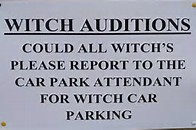 WITCH AUDITIONS
COULD ALL WITCH'S
PLEASE REPORT TO THE
CAR PARK ATTENDANT
FOR WITCH CAR
PARKING